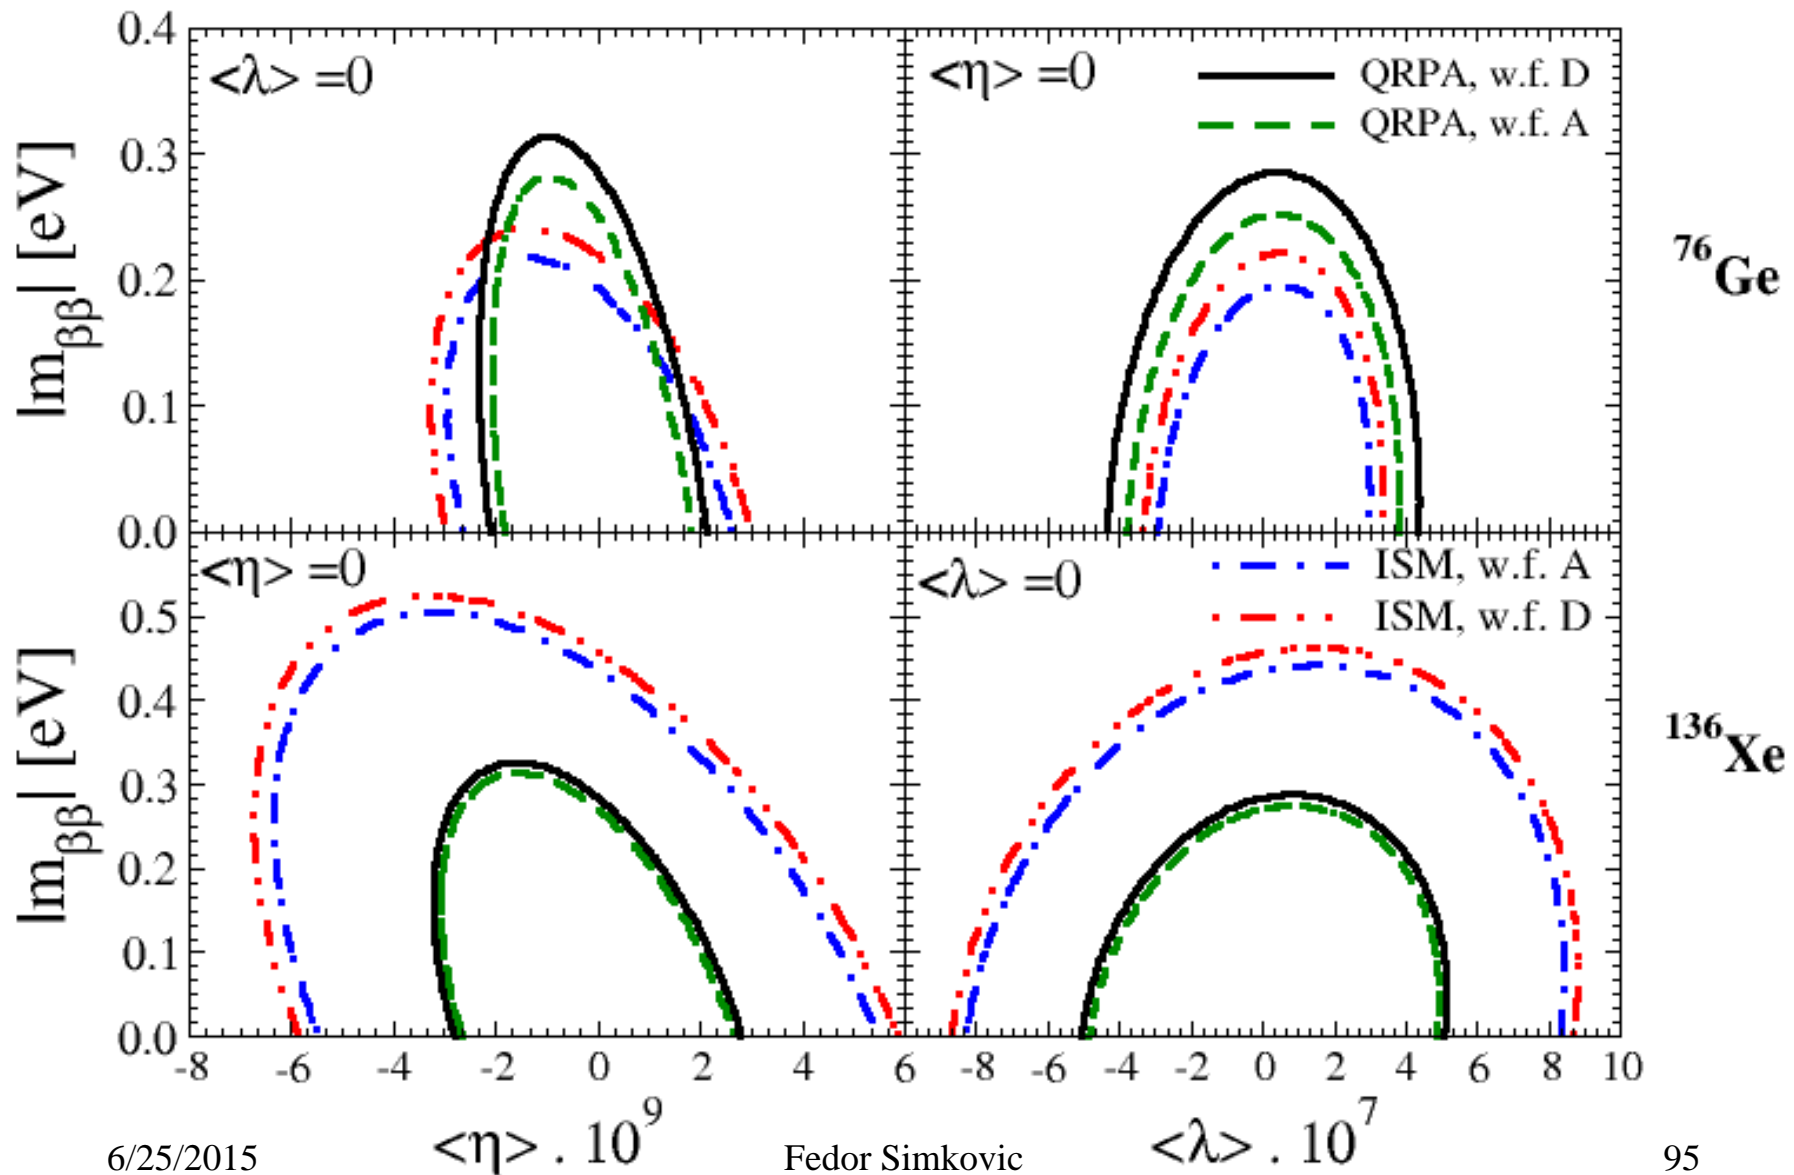 0.4
<λ> =0
<η> =0
QRPA, w.f. D
QRPA, w.f. A
0.3
0.2
0.1
0.0
|m_ββ| [eV]
⁷⁶Ge
<η> =0
<λ> =0
ISM, w.f. A
ISM, w.f. D
0.5
0.4
0.3
0.2
0.1
0.0
|m_ββ| [eV]
¹³⁶Xe
-8 -6 -4 -2 0 2 4 6 -8 -6 -4 -2 0 2 4 6 8 10
<η> . 10⁹
<λ> . 10⁷
6/25/2015 Fedor Simkovic 95